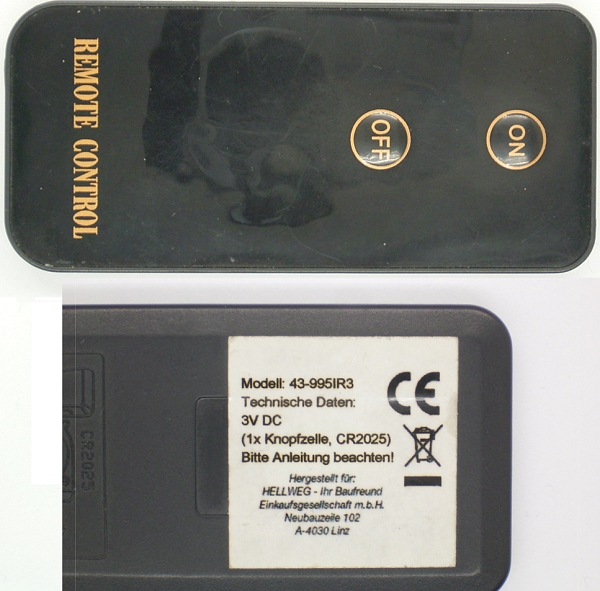 REMOTE CONTROL
OFF
ON
Modell: 43-995IR3
Technische Daten:
3V DC
(1x Knopfzelle, CR2025)
Bitte Anleitung beachten!
Hergestellt für:
HELLWEG - Ihr Baufreund
Einkaufsgesellschaft m.b.H.
Neubauzeile 102
A-4030 Linz
CE
CR2025